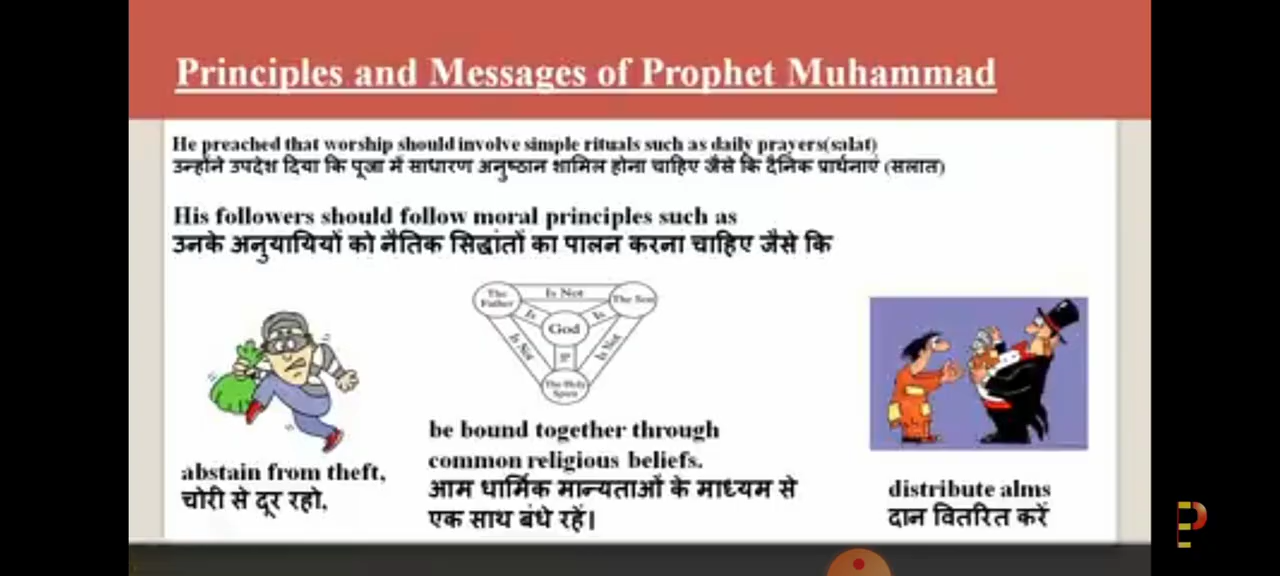 Principles and Messages of Prophet Muhammad
He preached that worship should involve simple rituals such as daily prayers(salat)
उन्होंने उपदेश दिया कि पूजा में साधारण अनुष्ठान शामिल होना चाहिए जैसे कि दैनिक प्रार्थनाएं (सलात)
His followers should follow moral principles such as
उनके अनुयायियों को नैतिक सिद्धांतों का पालन करना चाहिए जैसे कि
The Father
Is Not
The Son
Is
Is
God
Is Not
Is
Is Not
The Holy Spirit
abstain from theft,
चोरी से दूर रहो,
be bound together through
common religious beliefs.
आम धार्मिक मान्यताओं के माध्यम से
एक साथ बंधे रहें।
distribute alms
दान वितरित करें
P